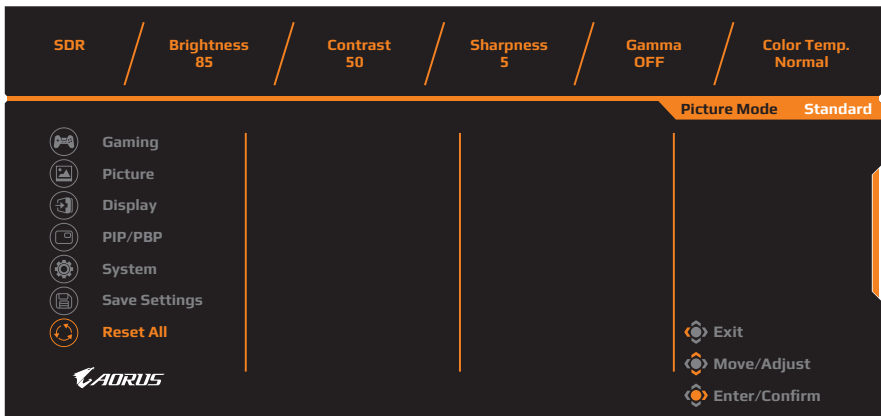 SDR Brightness Contrast Sharpness Gamma Color Temp.
85 50 5 OFF Normal
Picture Mode Standard
Gaming
Picture
Display
PIP/PBP
System
Save Settings
Reset All
AORUS
Exit
Move/Adjust
Enter/Confirm